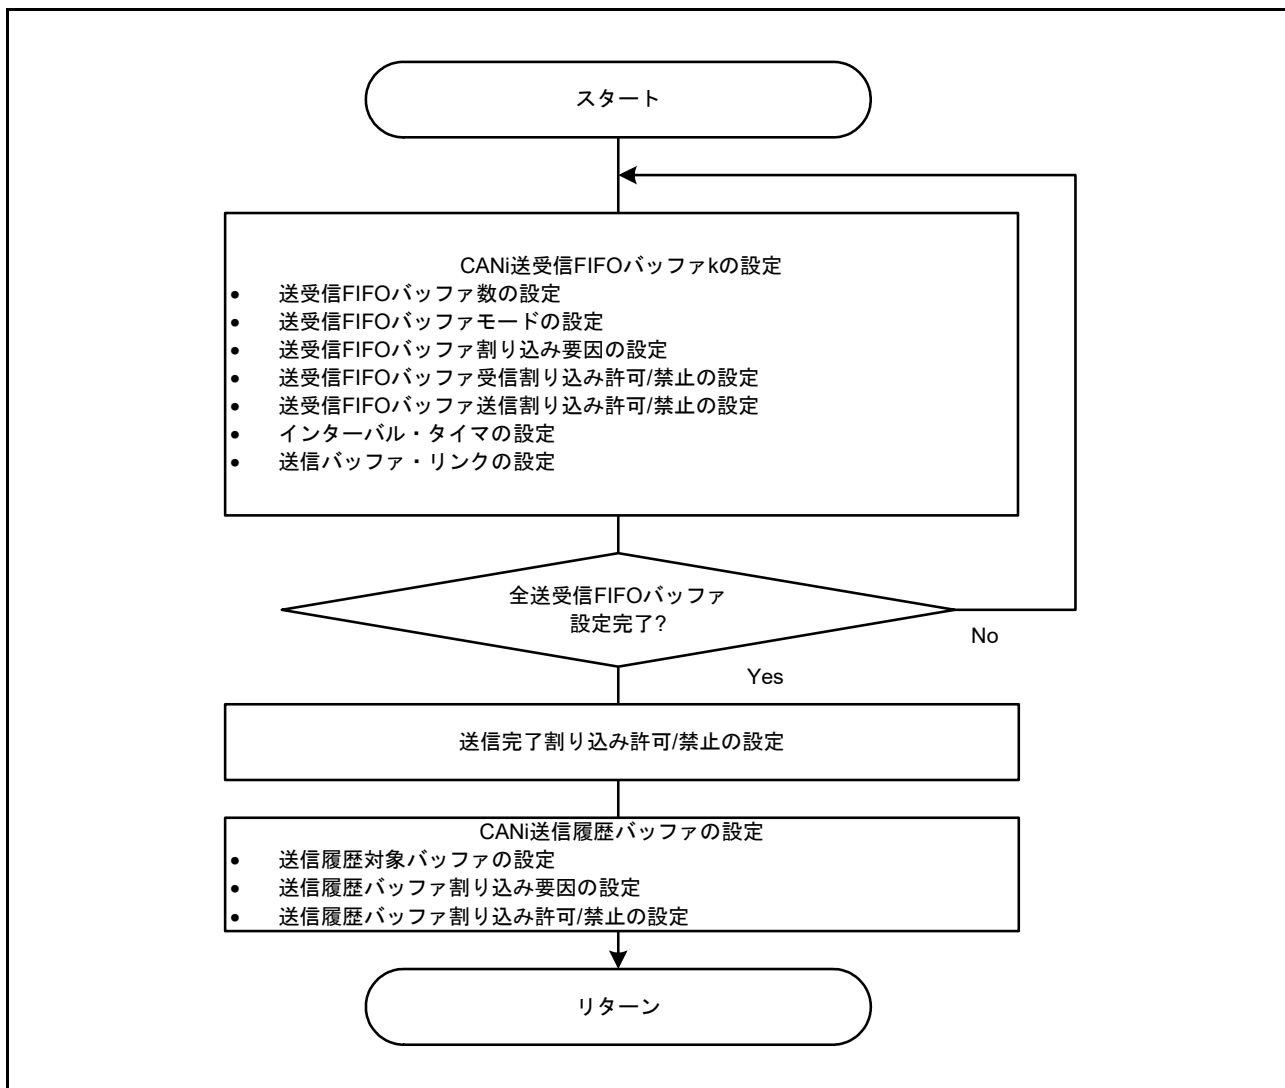 スタート
CANi送受信FIFOバッファkの設定
• 送受信FIFOバッファ数の設定
• 送受信FIFOバッファモードの設定
• 送受信FIFOバッファ割り込み要因の設定
• 送受信FIFOバッファ受信割り込み許可/禁止の設定
• 送受信FIFOバッファ送信割り込み許可/禁止の設定
• インターバル・タイマの設定
• 送信バッファ・リンクの設定
全送受信FIFOバッファ
設定完了?
No
Yes
送信完了割り込み許可/禁止の設定
CANi送信履歴バッファの設定
• 送信履歴対象バッファの設定
• 送信履歴バッファ割り込み要因の設定
• 送信履歴バッファ割り込み許可/禁止の設定
リターン